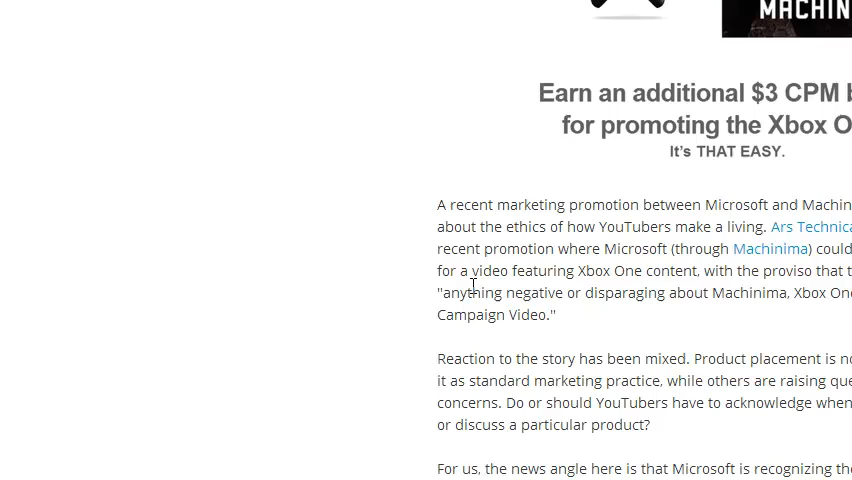 MACHIN
Earn an additional $3 CPM b
for promoting the Xbox O
It's THAT EASY.
A recent marketing promotion between Microsoft and Machin
about the ethics of how YouTubers make a living. Ars Technica
recent promotion where Microsoft (through Machinima) could
for a video featuring Xbox One content, with the proviso that t
"anything negative or disparaging about Machinima, Xbox One
Campaign Video."
Reaction to the story has been mixed. Product placement is no
it as standard marketing practice, while others are raising que
concerns. Do or should YouTubers have to acknowledge when
or discuss a particular product?
For us, the news angle here is that Microsoft is recognizing the